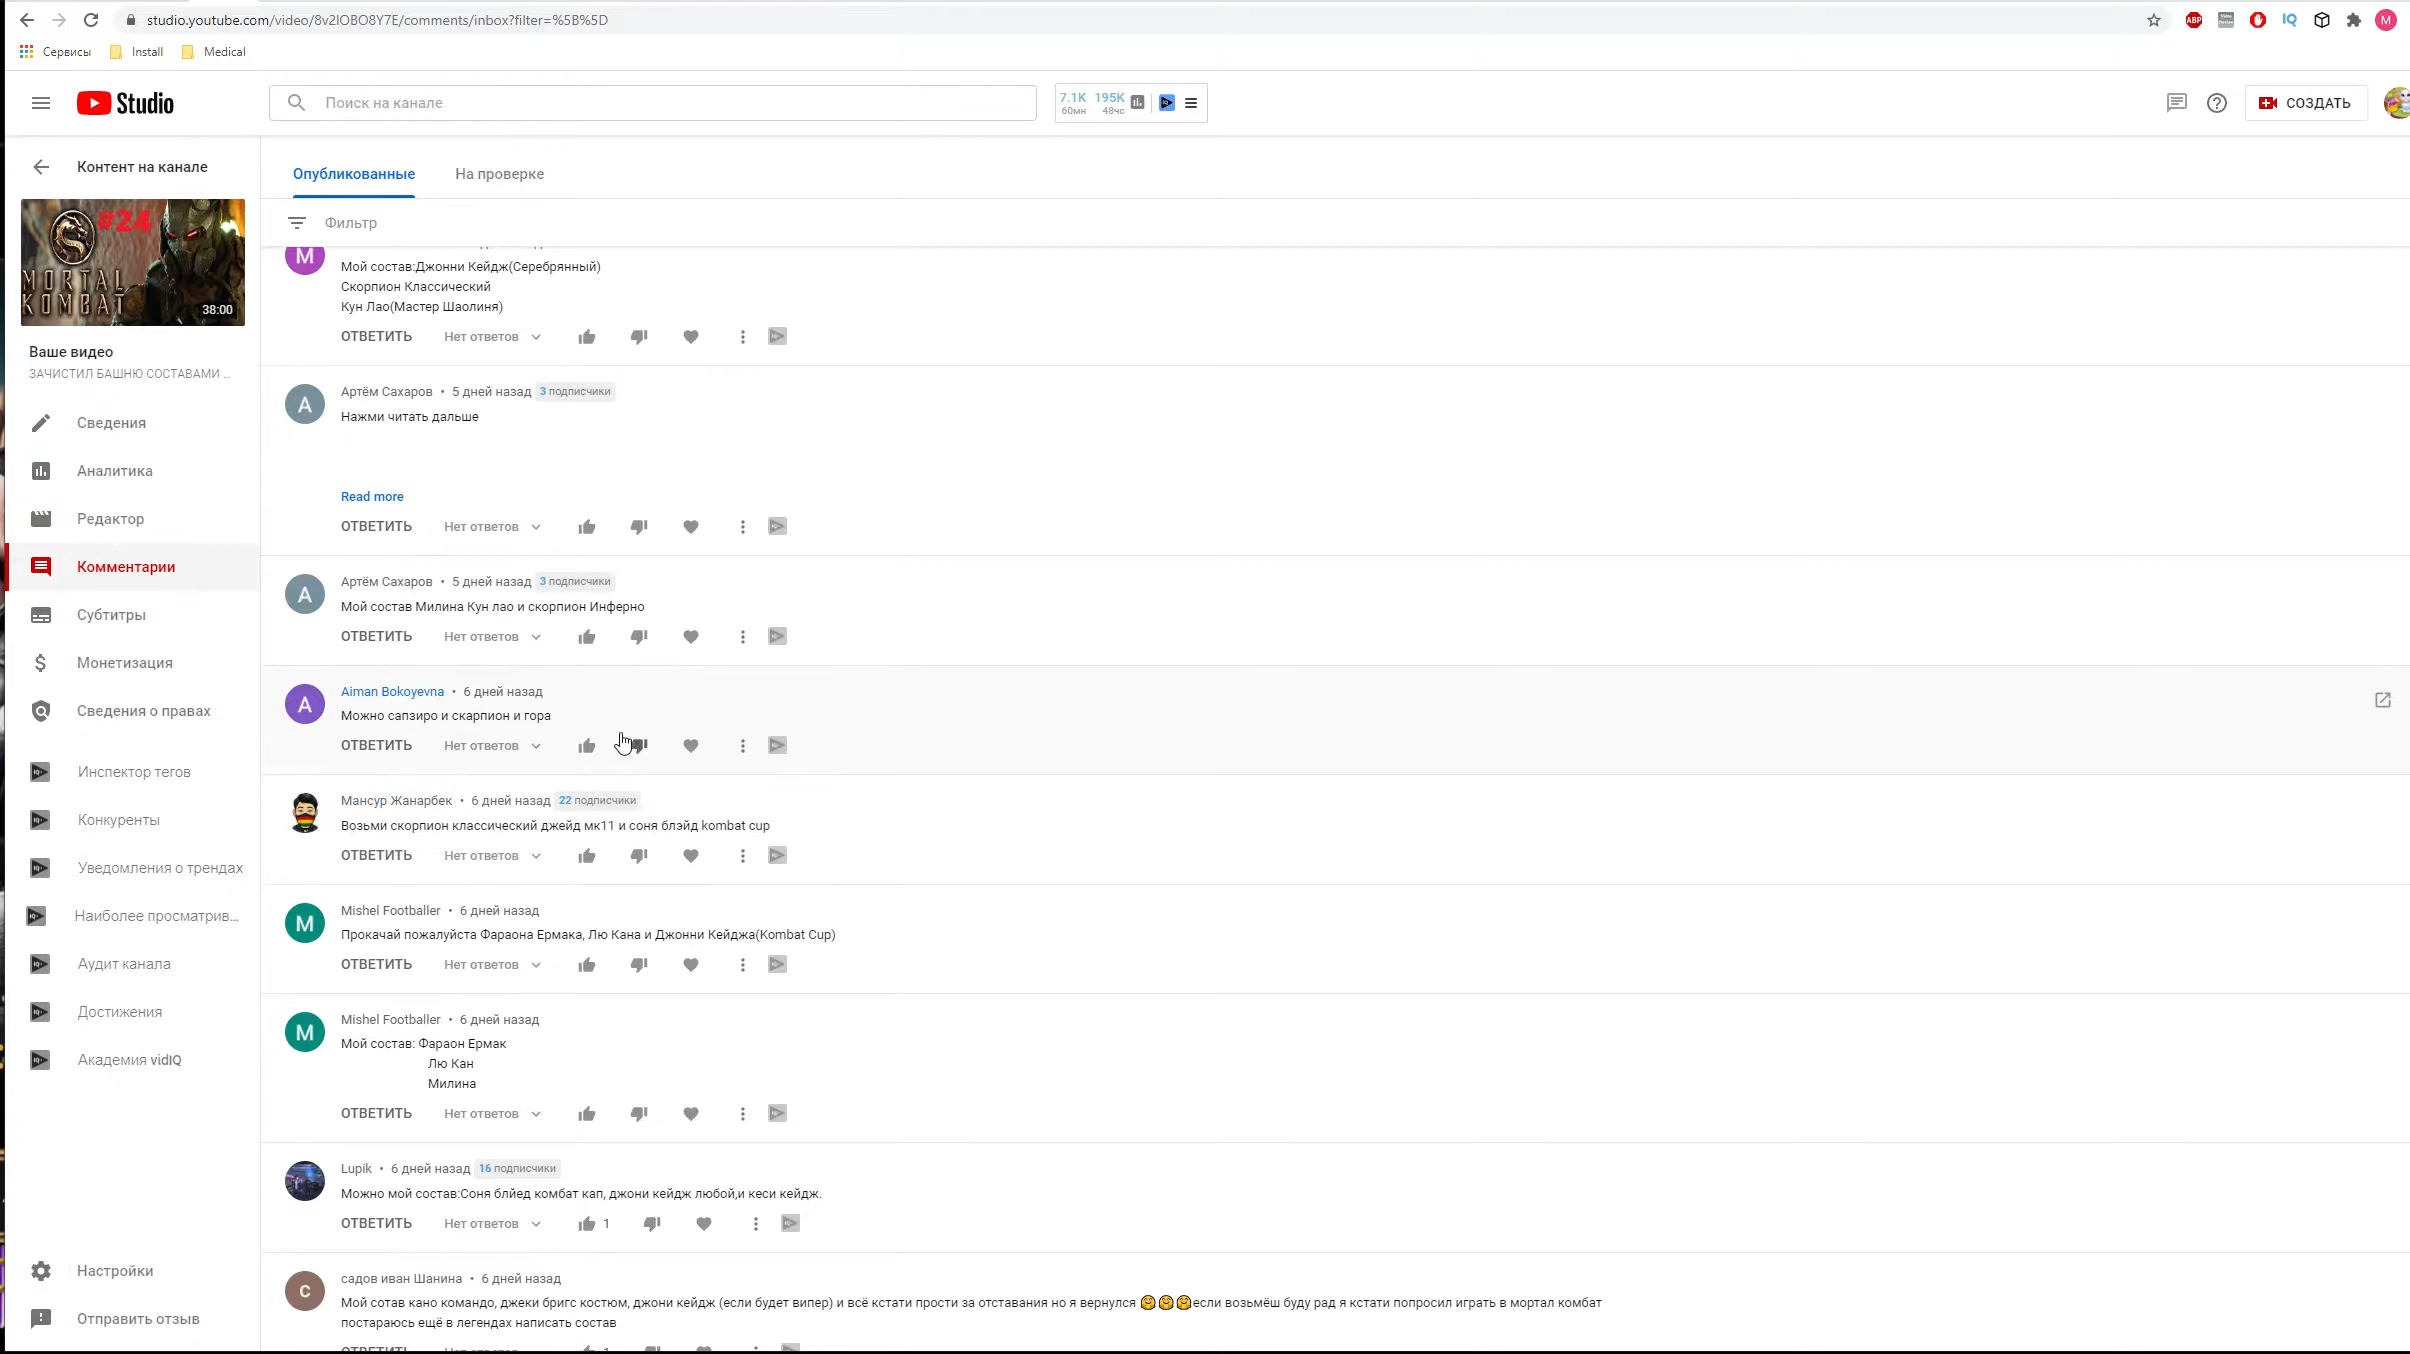 studio.youtube.com/video/8v2IOBO8Y7E/comments/inbox?filter=%5B%5D
ABP
IQ
M
Сервисы
Install
Medical
Studio
Поиск на канале
7.1K 195K
60мн 48чс
СОЗДАТЬ
Контент на канале
#24
MORTAL
KOMBAT
38:00
Ваше видео
ЗАЧИСТИЛ БАШНЮ СОСТАВАМИ ...
Сведения
Аналитика
Редактор
Комментарии
Субтитры
Монетизация
Сведения о правах
Инспектор тегов
Конкуренты
Уведомления о трендах
Наиболее просматрив...
Аудит канала
Достижения
Академия vidIQ
Настройки
Отправить отзыв
Опубликованные
На проверке
Фильтр
M
Мой состав:Джонни Кейдж(Серебрянный)
Скорпион Классический
Кун Лао(Мастер Шаолиня)
ОТВЕТИТЬ Нет ответов
A
Артём Сахаров • 5 дней назад 3 подписчики
Нажми читать дальше
Read more
ОТВЕТИТЬ Нет ответов
A
Артём Сахаров • 5 дней назад 3 подписчики
Мой состав Милина Кун лао и скорпион Инферно
ОТВЕТИТЬ Нет ответов
A
Aiman Bokoyevna • 6 дней назад
Можно сапзиро и скарпион и гора
ОТВЕТИТЬ Нет ответов
Мансур Жанарбек • 6 дней назад 22 подписчики
Возьми скорпион классический джейд мк11 и соня блэйд kombat cup
ОТВЕТИТЬ Нет ответов
M
Mishel Footballer • 6 дней назад
Прокачай пожалуйста Фараона Ермака, Лю Кана и Джонни Кейджа(Kombat Cup)
ОТВЕТИТЬ Нет ответов
M
Mishel Footballer • 6 дней назад
Мой состав: Фараон Ермак
Лю Кан
Милина
ОТВЕТИТЬ Нет ответов
Lupik • 6 дней назад 16 подписчики
Можно мой состав:Соня блйед комбат кап, джони кейдж любой,и кеси кейдж.
ОТВЕТИТЬ Нет ответов 1
с
садов иван Шанина • 6 дней назад
Мой сотав кано командо, джеки бригс костюм, джони кейдж (если будет випер) и всё кстати прости за отставания но я вернулся 🤗🤗🤗если возьмёш буду рад я кстати попросил играть в мортал комбат
постараюсь ещё в легендах написать состав